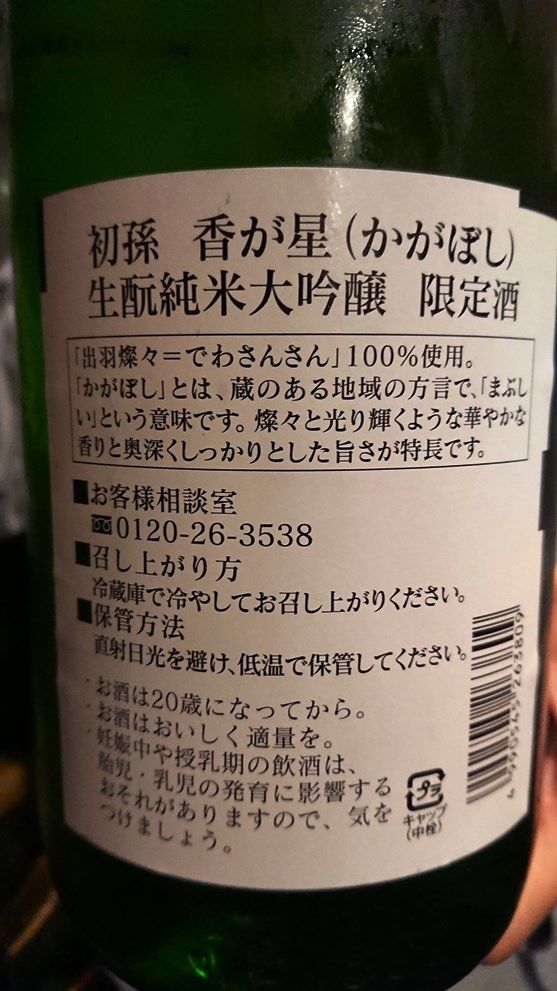 初孫 香が星(かがぼし)
生酛純米大吟醸 限定酒
「出羽燦々=でわさんさん」100%使用。
「かがぼし」とは、蔵のある地域の方言で、「まぶし
い」という意味です。燦々と光り輝くような華やかな
香りと奥深くしっかりとした旨さが特長です。
■お客様相談室
0120-26-3538
■召し上がり方
冷蔵庫で冷やしてお召し上がりください。
■保管方法
直射日光を避け、低温で保管してください。
・お酒は20歳になってから。
・お酒はおいしく適量を。
・妊娠中や授乳期の飲酒は、
胎児・乳児の発育に影響する
おそれがありますので、気を
つけましょう。
プラ
キャップ
(中栓)
4 960545 263809